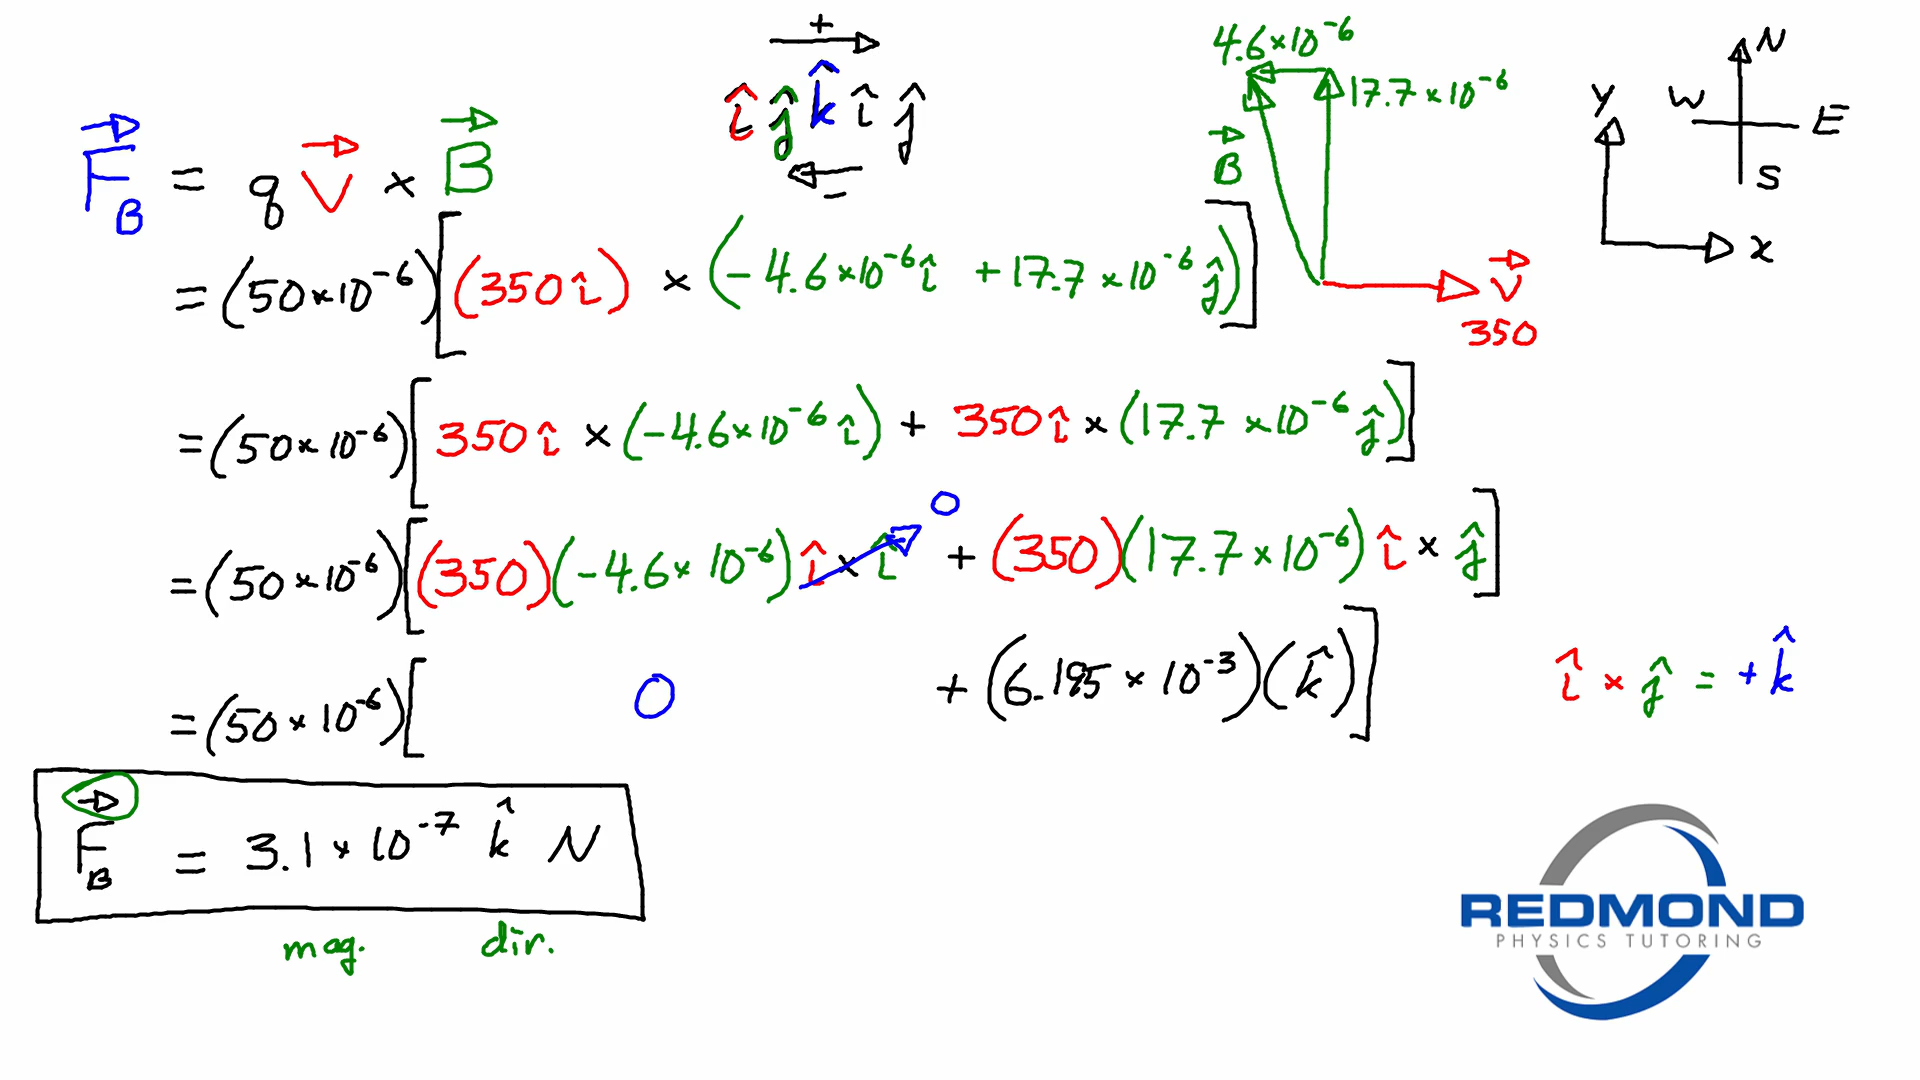 +
î ĵ k̂ î ĵ
−
4.6×10⁻⁶
17.7×10⁻⁶
B⃗
V⃗
350
N
W E
S
y
x
F⃗_B = q V⃗ × B⃗
= (50×10⁻⁶)[(350 î) × (−4.6×10⁻⁶ î + 17.7×10⁻⁶ ĵ)]
= (50×10⁻⁶)[350 î × (−4.6×10⁻⁶ î) + 350 î × (17.7×10⁻⁶ ĵ)]
0
= (50×10⁻⁶)[(350)(−4.6×10⁻⁶) î × î + (350)(17.7×10⁻⁶) î × ĵ]
= (50×10⁻⁶)[ 0 + (6.195×10⁻³)(k̂)]
î × ĵ = +k̂
F⃗_B = 3.1×10⁻⁷ k̂ N
mag. dir.
REDMOND
PHYSICS TUTORING